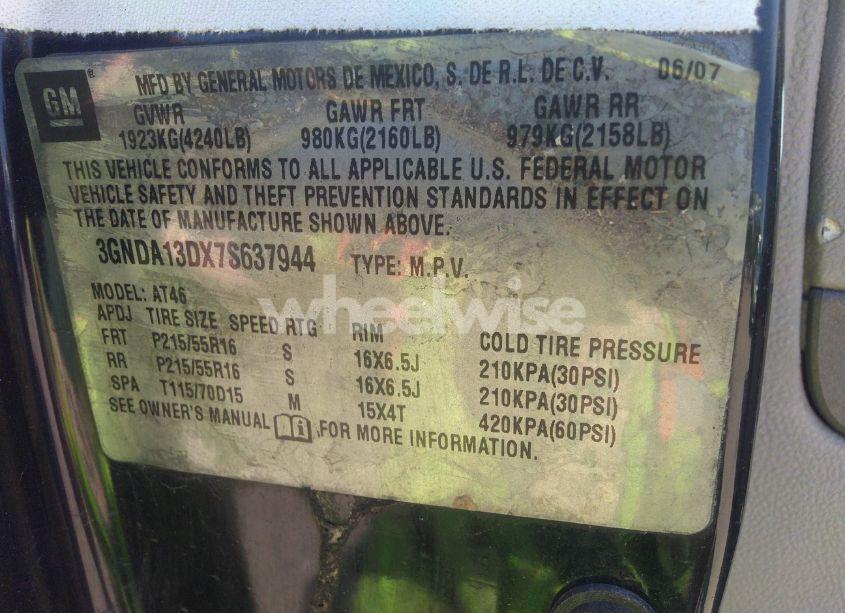 GM ®
MFD BY GENERAL MOTORS DE MEXICO, S. DE R.L. DE C.V. 06/07
GVWR GAWR FRT GAWR RR
1923KG(4240LB) 980KG(2160LB) 979KG(2158LB)
THIS VEHICLE CONFORMS TO ALL APPLICABLE U.S. FEDERAL MOTOR
VEHICLE SAFETY AND THEFT PREVENTION STANDARDS IN EFFECT ON
THE DATE OF MANUFACTURE SHOWN ABOVE.
3GNDA13DX7S637944 TYPE: M.P.V.
wheelwise
MODEL: AT46
APDJ TIRE SIZE SPEED RTG RIM COLD TIRE PRESSURE
FRT P215/55R16 S 16X6.5J 210KPA(30PSI)
RR P215/55R16 S 16X6.5J 210KPA(30PSI)
SPA T115/70D15 M 15X4T 420KPA(60PSI)
SEE OWNER'S MANUAL ,FOR MORE INFORMATION.